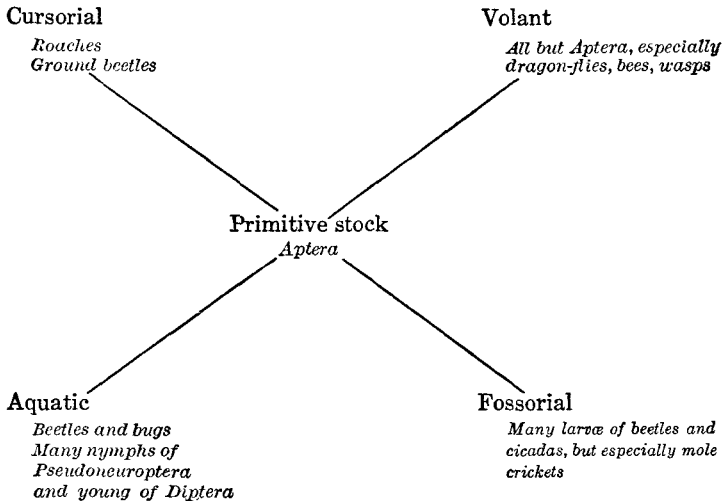 Cursorial
Roaches
Ground beetles
Volant
All but Aptera, especially
dragon-flies, bees, wasps
Primitive stock
Aptera
Aquatic
Beetles and bugs
Many nymphs of
Pseudoneuroptera
and young of Diptera
Fossorial
Many larvæ of beetles and
cicadas, but especially mole
crickets